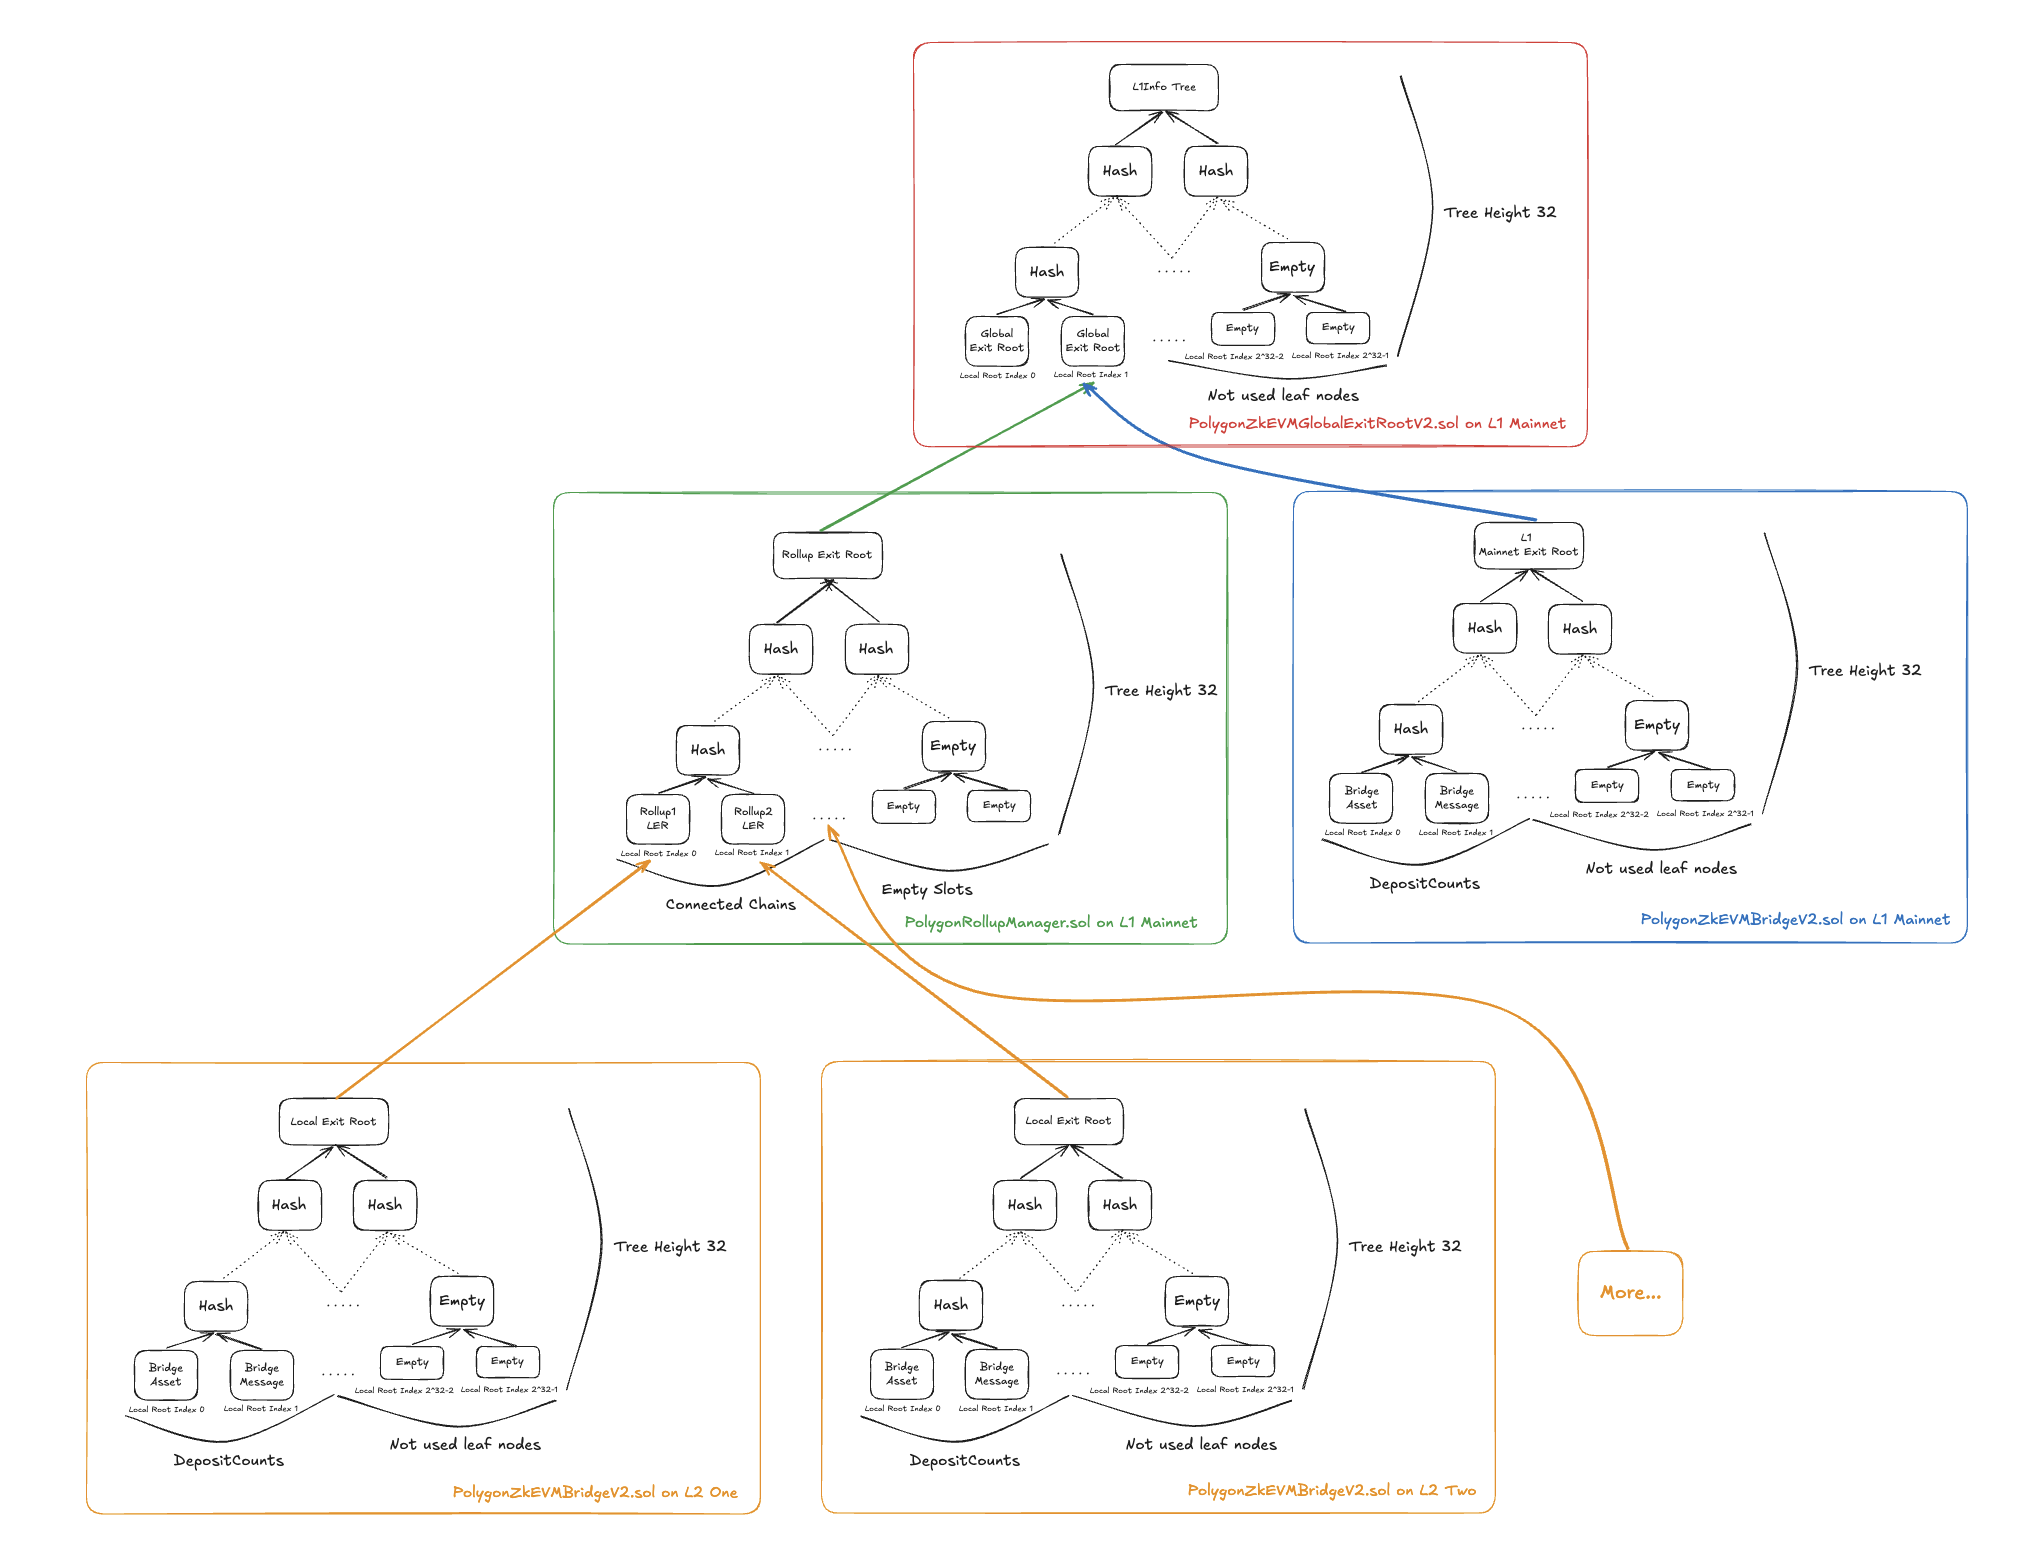 L1Info Tree
Hash
Hash
Tree Height 32
Hash
.....
Empty
Global
Exit Root
Global
Exit Root
.....
Empty
Empty
Local Root Index 0
Local Root Index 1
Local Root Index 2^32-2
Local Root Index 2^32-1
Not used leaf nodes
PolygonZkEVMGlobalExitRootV2.sol on L1 Mainnet
Rollup Exit Root
Hash
Hash
Tree Height 32
Hash
.....
Empty
Rollup1
LER
Rollup2
LER
.....
Empty
Empty
Local Root Index 0
Local Root Index 1
Connected Chains
Empty Slots
PolygonRollupManager.sol on L1 Mainnet
L1
Mainnet Exit Root
Hash
Hash
Tree Height 32
Hash
.....
Empty
Bridge
Asset
Bridge
Message
.....
Empty
Empty
Local Root Index 0
Local Root Index 1
Local Root Index 2^32-2
Local Root Index 2^32-1
DepositCounts
Not used leaf nodes
PolygonZkEVMBridgeV2.sol on L1 Mainnet
Local Exit Root
Hash
Hash
Tree Height 32
Hash
.....
Empty
Bridge
Asset
Bridge
Message
.....
Empty
Empty
Local Root Index 0
Local Root Index 1
Local Root Index 2^32-2
Local Root Index 2^32-1
DepositCounts
Not used leaf nodes
PolygonZkEVMBridgeV2.sol on L2 One
Local Exit Root
Hash
Hash
Tree Height 32
Hash
.....
Empty
Bridge
Asset
Bridge
Message
.....
Empty
Empty
Local Root Index 0
Local Root Index 1
Local Root Index 2^32-2
Local Root Index 2^32-1
DepositCounts
Not used leaf nodes
PolygonZkEVMBridgeV2.sol on L2 Two
More...